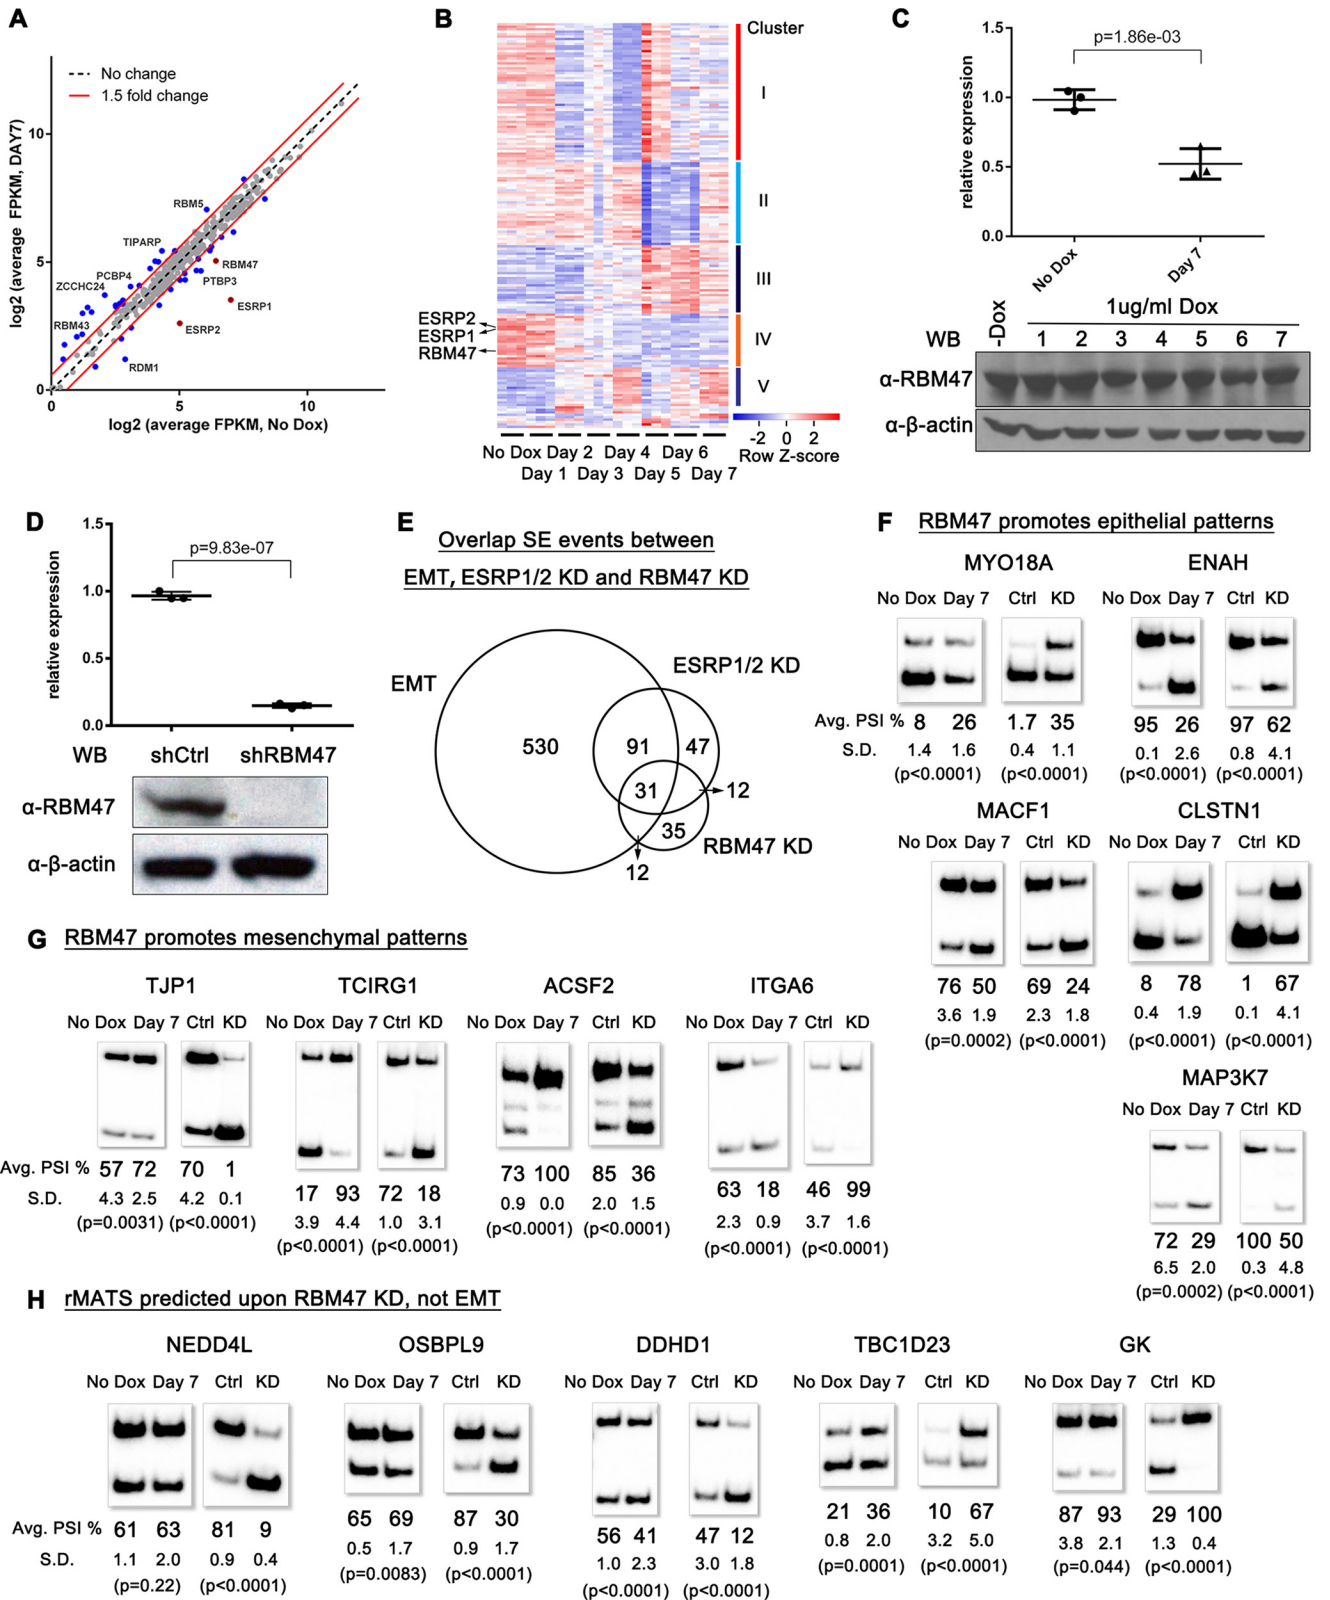 A
No change
1.5 fold change
log2 (average FPKM, DAY7)
10
5
0
RBM5
TIPARP
PCBP4
ZCCHC24
RBM43
RBM47
PTBP3
ESRP1
ESRP2
RDM1
0 5 10
log2 (average FPKM, No Dox)
B
Cluster
I
II
III
IV
V
ESRP2
ESRP1
RBM47
-2 0 2
Row Z-score
No Dox Day 2 Day 4 Day 6
Day 1 Day 3 Day 5 Day 7
C
relative expression
1.5
1.0
0.5
0.0
p=1.86e-03
No Dox
Day 7
-Dox
1ug/ml Dox
WB 1 2 3 4 5 6 7
α-RBM47
α-β-actin
D
relative expression
1.5
1.0
0.5
0.0
p=9.83e-07
WB shCtrl shRBM47
α-RBM47
α-β-actin
E
Overlap SE events between
EMT, ESRP1/2 KD and RBM47 KD
EMT
ESRP1/2 KD
530
91
47
31
12
35
RBM47 KD
12
F RBM47 promotes epithelial patterns
MYO18A ENAH
No Dox Day 7 Ctrl KD No Dox Day 7 Ctrl KD
Avg. PSI % 8 26 1.7 35 95 26 97 62
S.D. 1.4 1.6 0.4 1.1 0.1 2.6 0.8 4.1
(p<0.0001) (p<0.0001) (p<0.0001) (p<0.0001)
MACF1 CLSTN1
No Dox Day 7 Ctrl KD No Dox Day 7 Ctrl KD
76 50 69 24 8 78 1 67
3.6 1.9 2.3 1.8 0.4 1.9 0.1 4.1
(p=0.0002) (p<0.0001) (p<0.0001) (p<0.0001)
MAP3K7
No Dox Day 7 Ctrl KD
72 29 100 50
6.5 2.0 0.3 4.8
(p=0.0002) (p<0.0001)
G RBM47 promotes mesenchymal patterns
TJP1 TCIRG1 ACSF2 ITGA6
No Dox Day 7 Ctrl KD No Dox Day 7 Ctrl KD No Dox Day 7 Ctrl KD No Dox Day 7 Ctrl KD
Avg. PSI % 57 72 70 1 17 93 72 18 73 100 85 36 63 18 46 99
S.D. 4.3 2.5 4.2 0.1 3.9 4.4 1.0 3.1 0.9 0.0 2.0 1.5 2.3 0.9 3.7 1.6
(p=0.0031) (p<0.0001) (p<0.0001) (p<0.0001) (p<0.0001) (p<0.0001) (p<0.0001) (p<0.0001)
H rMATS predicted upon RBM47 KD, not EMT
NEDD4L OSBPL9 DDHD1 TBC1D23 GK
No Dox Day 7 Ctrl KD No Dox Day 7 Ctrl KD No Dox Day 7 Ctrl KD No Dox Day 7 Ctrl KD No Dox Day 7 Ctrl KD
Avg. PSI % 61 63 81 9 65 69 87 30 56 41 47 12 21 36 10 67 87 93 29 100
S.D. 1.1 2.0 0.9 0.4 0.5 1.7 0.9 1.7 1.0 2.3 3.0 1.8 0.8 2.0 3.2 5.0 3.8 2.1 1.3 0.4
(p=0.22) (p<0.0001) (p=0.0083) (p<0.0001) (p<0.0001) (p<0.0001) (p=0.0001) (p<0.0001) (p=0.044) (p<0.0001)